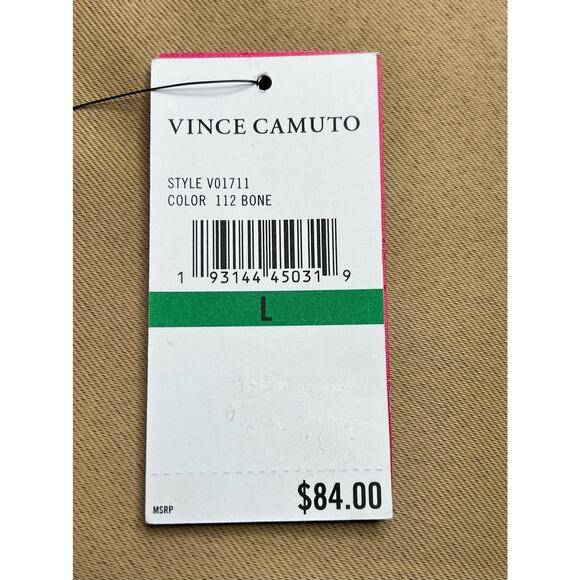 VINCE CAMUTO
STYLE V01711
COLOR 112 BONE
1 93144 45031 9
L
MSRP $84.00